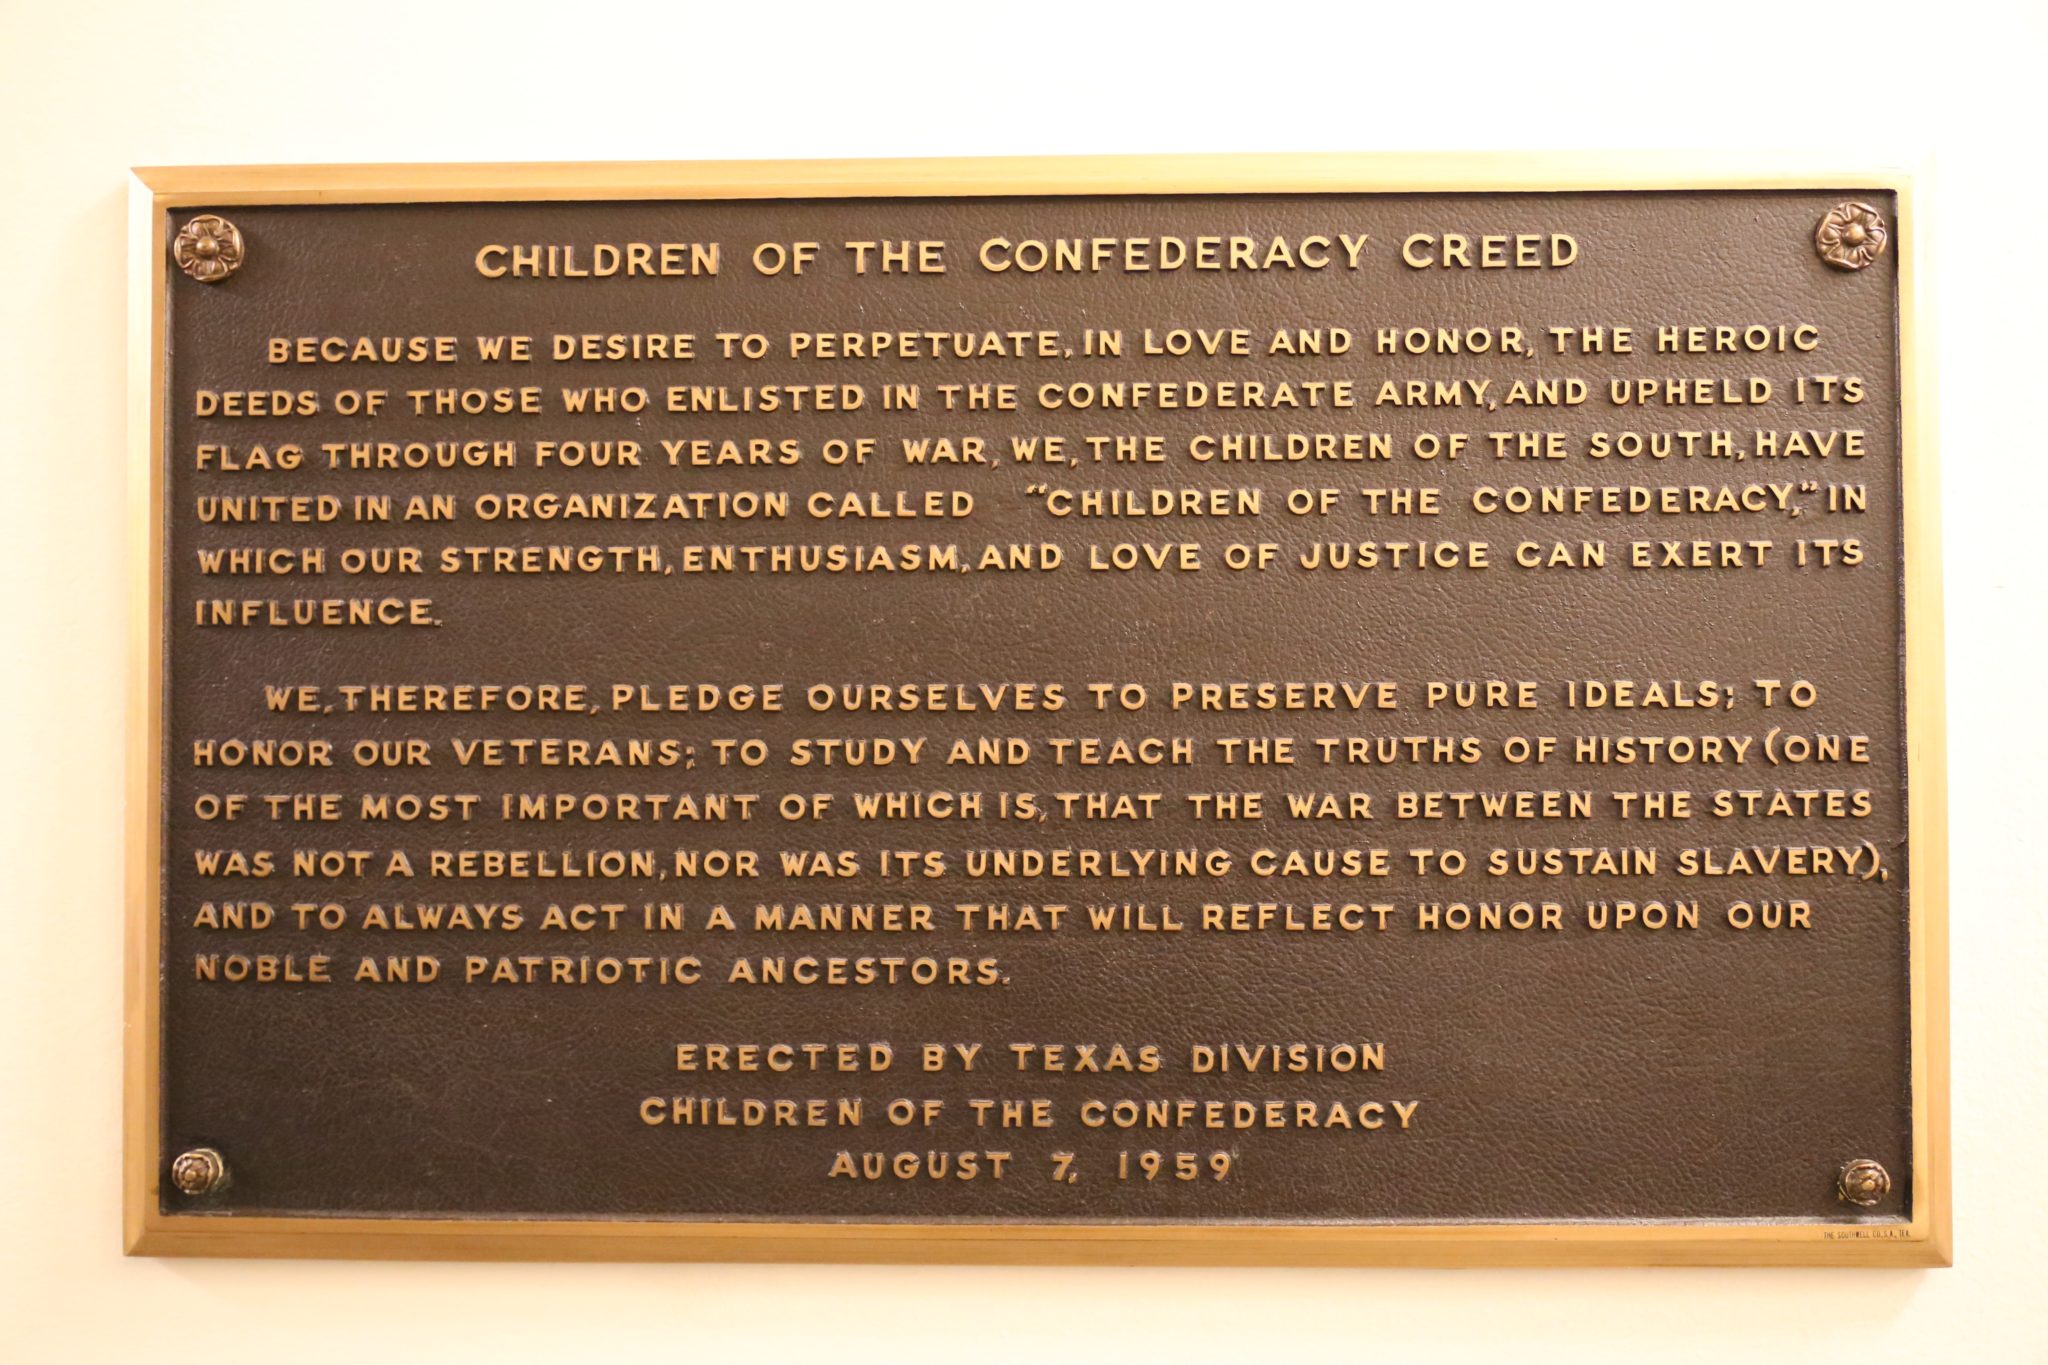 CHILDREN OF THE CONFEDERACY CREED
BECAUSE WE DESIRE TO PERPETUATE, IN LOVE AND HONOR, THE HEROIC
DEEDS OF THOSE WHO ENLISTED IN THE CONFEDERATE ARMY, AND UPHELD ITS
FLAG THROUGH FOUR YEARS OF WAR, WE, THE CHILDREN OF THE SOUTH, HAVE
UNITED IN AN ORGANIZATION CALLED "CHILDREN OF THE CONFEDERACY," IN
WHICH OUR STRENGTH, ENTHUSIASM, AND LOVE OF JUSTICE CAN EXERT ITS
INFLUENCE.
WE, THEREFORE, PLEDGE OURSELVES TO PRESERVE PURE IDEALS; TO
HONOR OUR VETERANS; TO STUDY AND TEACH THE TRUTHS OF HISTORY (ONE
OF THE MOST IMPORTANT OF WHICH IS, THAT THE WAR BETWEEN THE STATES
WAS NOT A REBELLION, NOR WAS ITS UNDERLYING CAUSE TO SUSTAIN SLAVERY),
AND TO ALWAYS ACT IN A MANNER THAT WILL REFLECT HONOR UPON OUR
NOBLE AND PATRIOTIC ANCESTORS.
ERECTED BY TEXAS DIVISION
CHILDREN OF THE CONFEDERACY
AUGUST 7, 1959
THE SOUTHWELL CO., S.A., TEX.